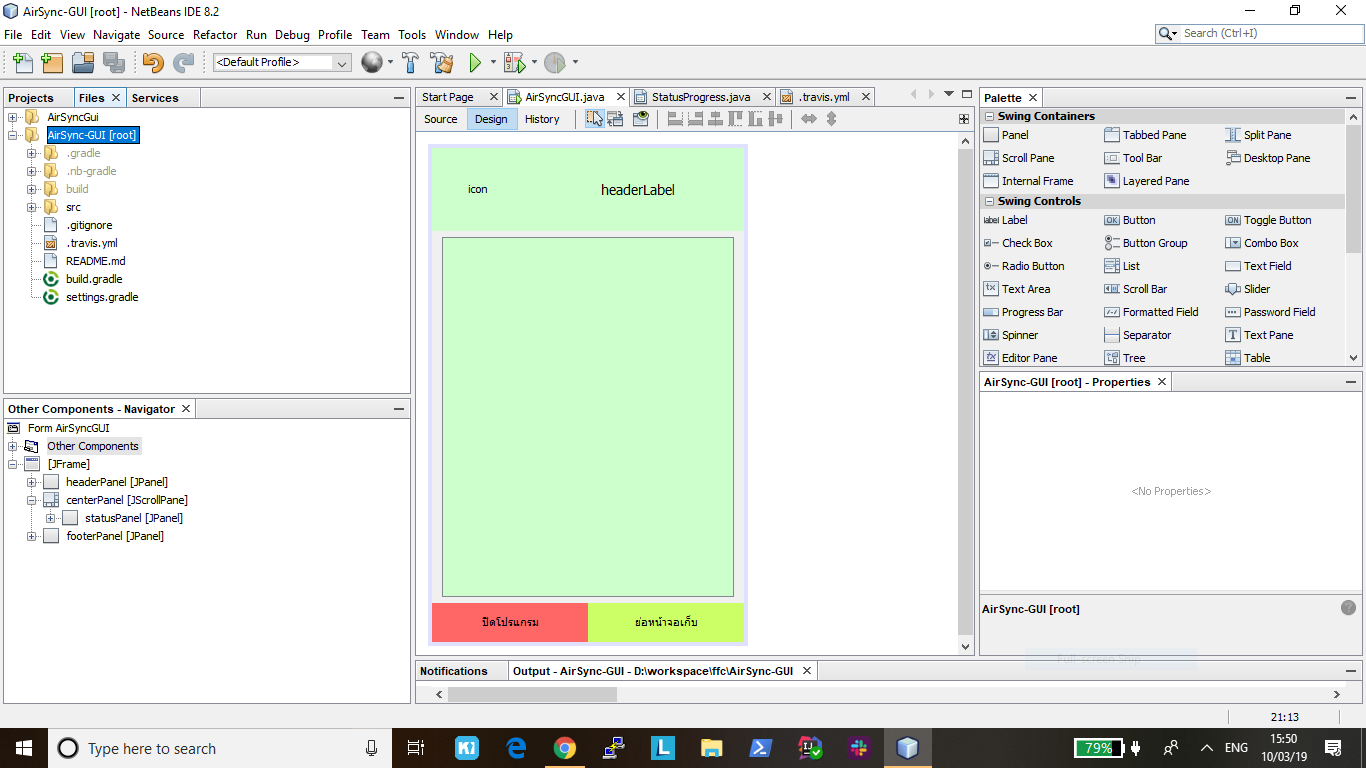 AirSync-GUI [root] - NetBeans IDE 8.2
File Edit View Navigate Source Refactor Run Debug Profile Team Tools Window Help
Search (Ctrl+I)
<Default Profile>
Projects Files Services
AirSyncGui
AirSync-GUI [root]
.gradle
.nb-gradle
build
src
.gitignore
.travis.yml
README.md
build.gradle
settings.gradle
Other Components - Navigator
Form AirSyncGUI
Other Components
[JFrame]
headerPanel [JPanel]
centerPanel [JScrollPane]
statusPanel [JPanel]
footerPanel [JPanel]
Start Page AirSyncGUI.java StatusProgress.java .travis.yml
Source Design History
icon headerLabel
ปิดโปรแกรม ย่อหน้าจอเก็บ
Notifications Output - AirSync-GUI - D:\workspace\ffc\AirSync-GUI
Palette
Swing Containers
Panel Tabbed Pane Split Pane
Scroll Pane Tool Bar Desktop Pane
Internal Frame Layered Pane
Swing Controls
label Label OK Button ON Toggle Button
Check Box Button Group Combo Box
Radio Button List Text Field
Text Area Scroll Bar Slider
Progress Bar Formatted Field Password Field
Spinner Separator Text Pane
Editor Pane Tree Table
AirSync-GUI [root] - Properties
<No Properties>
AirSync-GUI [root]
Full-screen Snip
21:13
Type here to search
79%
ENG
15:50
10/03/19